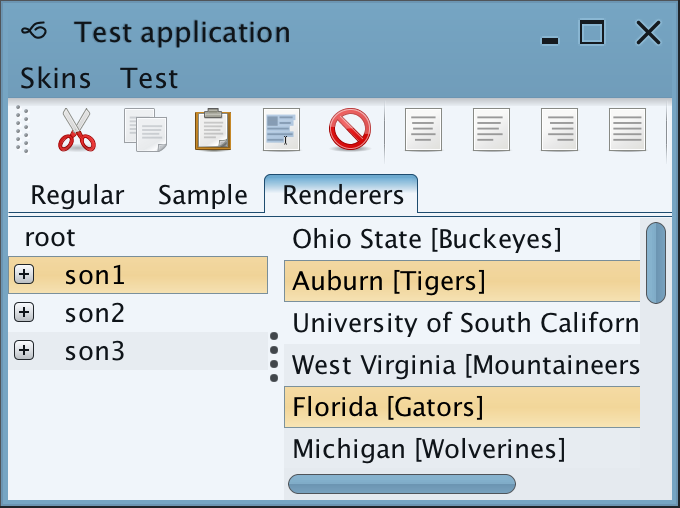 Test application
Skins Test
Regular Sample Renderers
root
son1
son2
son3
Ohio State [Buckeyes]
Auburn [Tigers]
University of South Californ
West Virginia [Mountaineers
Florida [Gators]
Michigan [Wolverines]